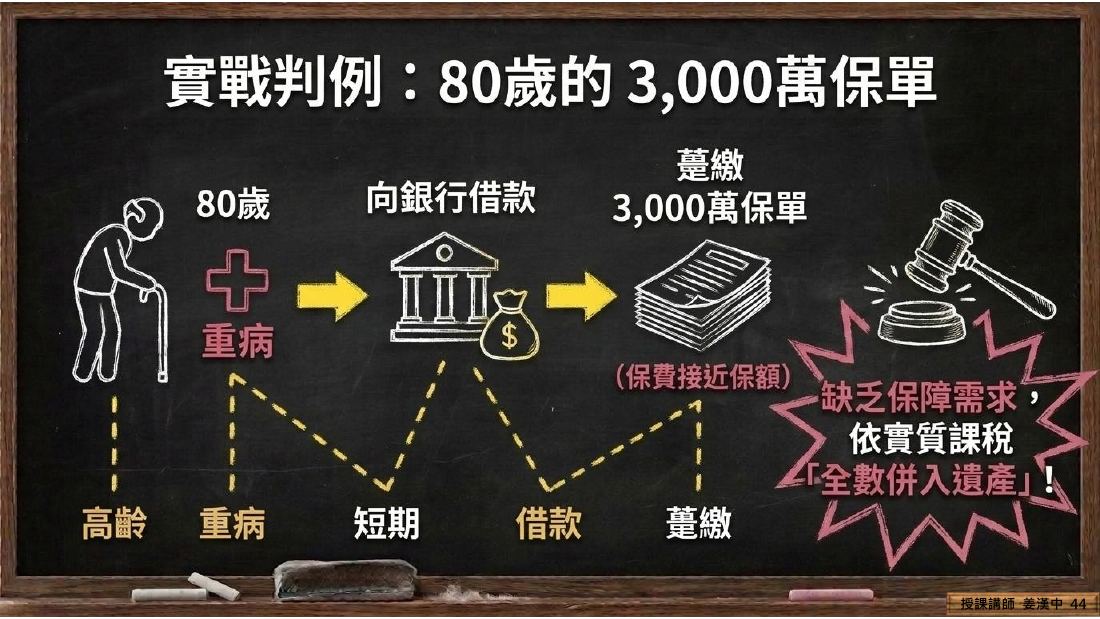 實戰判例：80歲的 3,000萬保單
80歲
重病
向銀行借款
躉繳
3,000萬保單
(保費接近保額)
$
缺乏保障需求，
依實質課稅
「全數併入遺產」!
高齡
重病
短期
借款
躉繳
授課講師 姜漢中 44